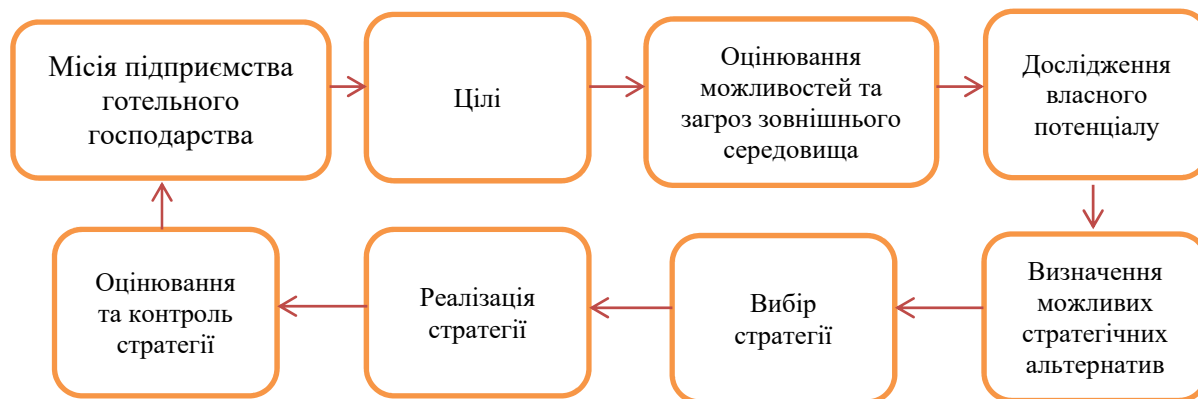 Місія підприємства
готельного
господарства
Цілі
Оцінювання
можливостей та
загроз зовнішнього
середовища
Дослідження
власного
потенціалу
Визначення
можливих
стратегічних
альтернатив
Вибір
стратегії
Реалізація
стратегії
Оцінювання
та контроль
стратегії